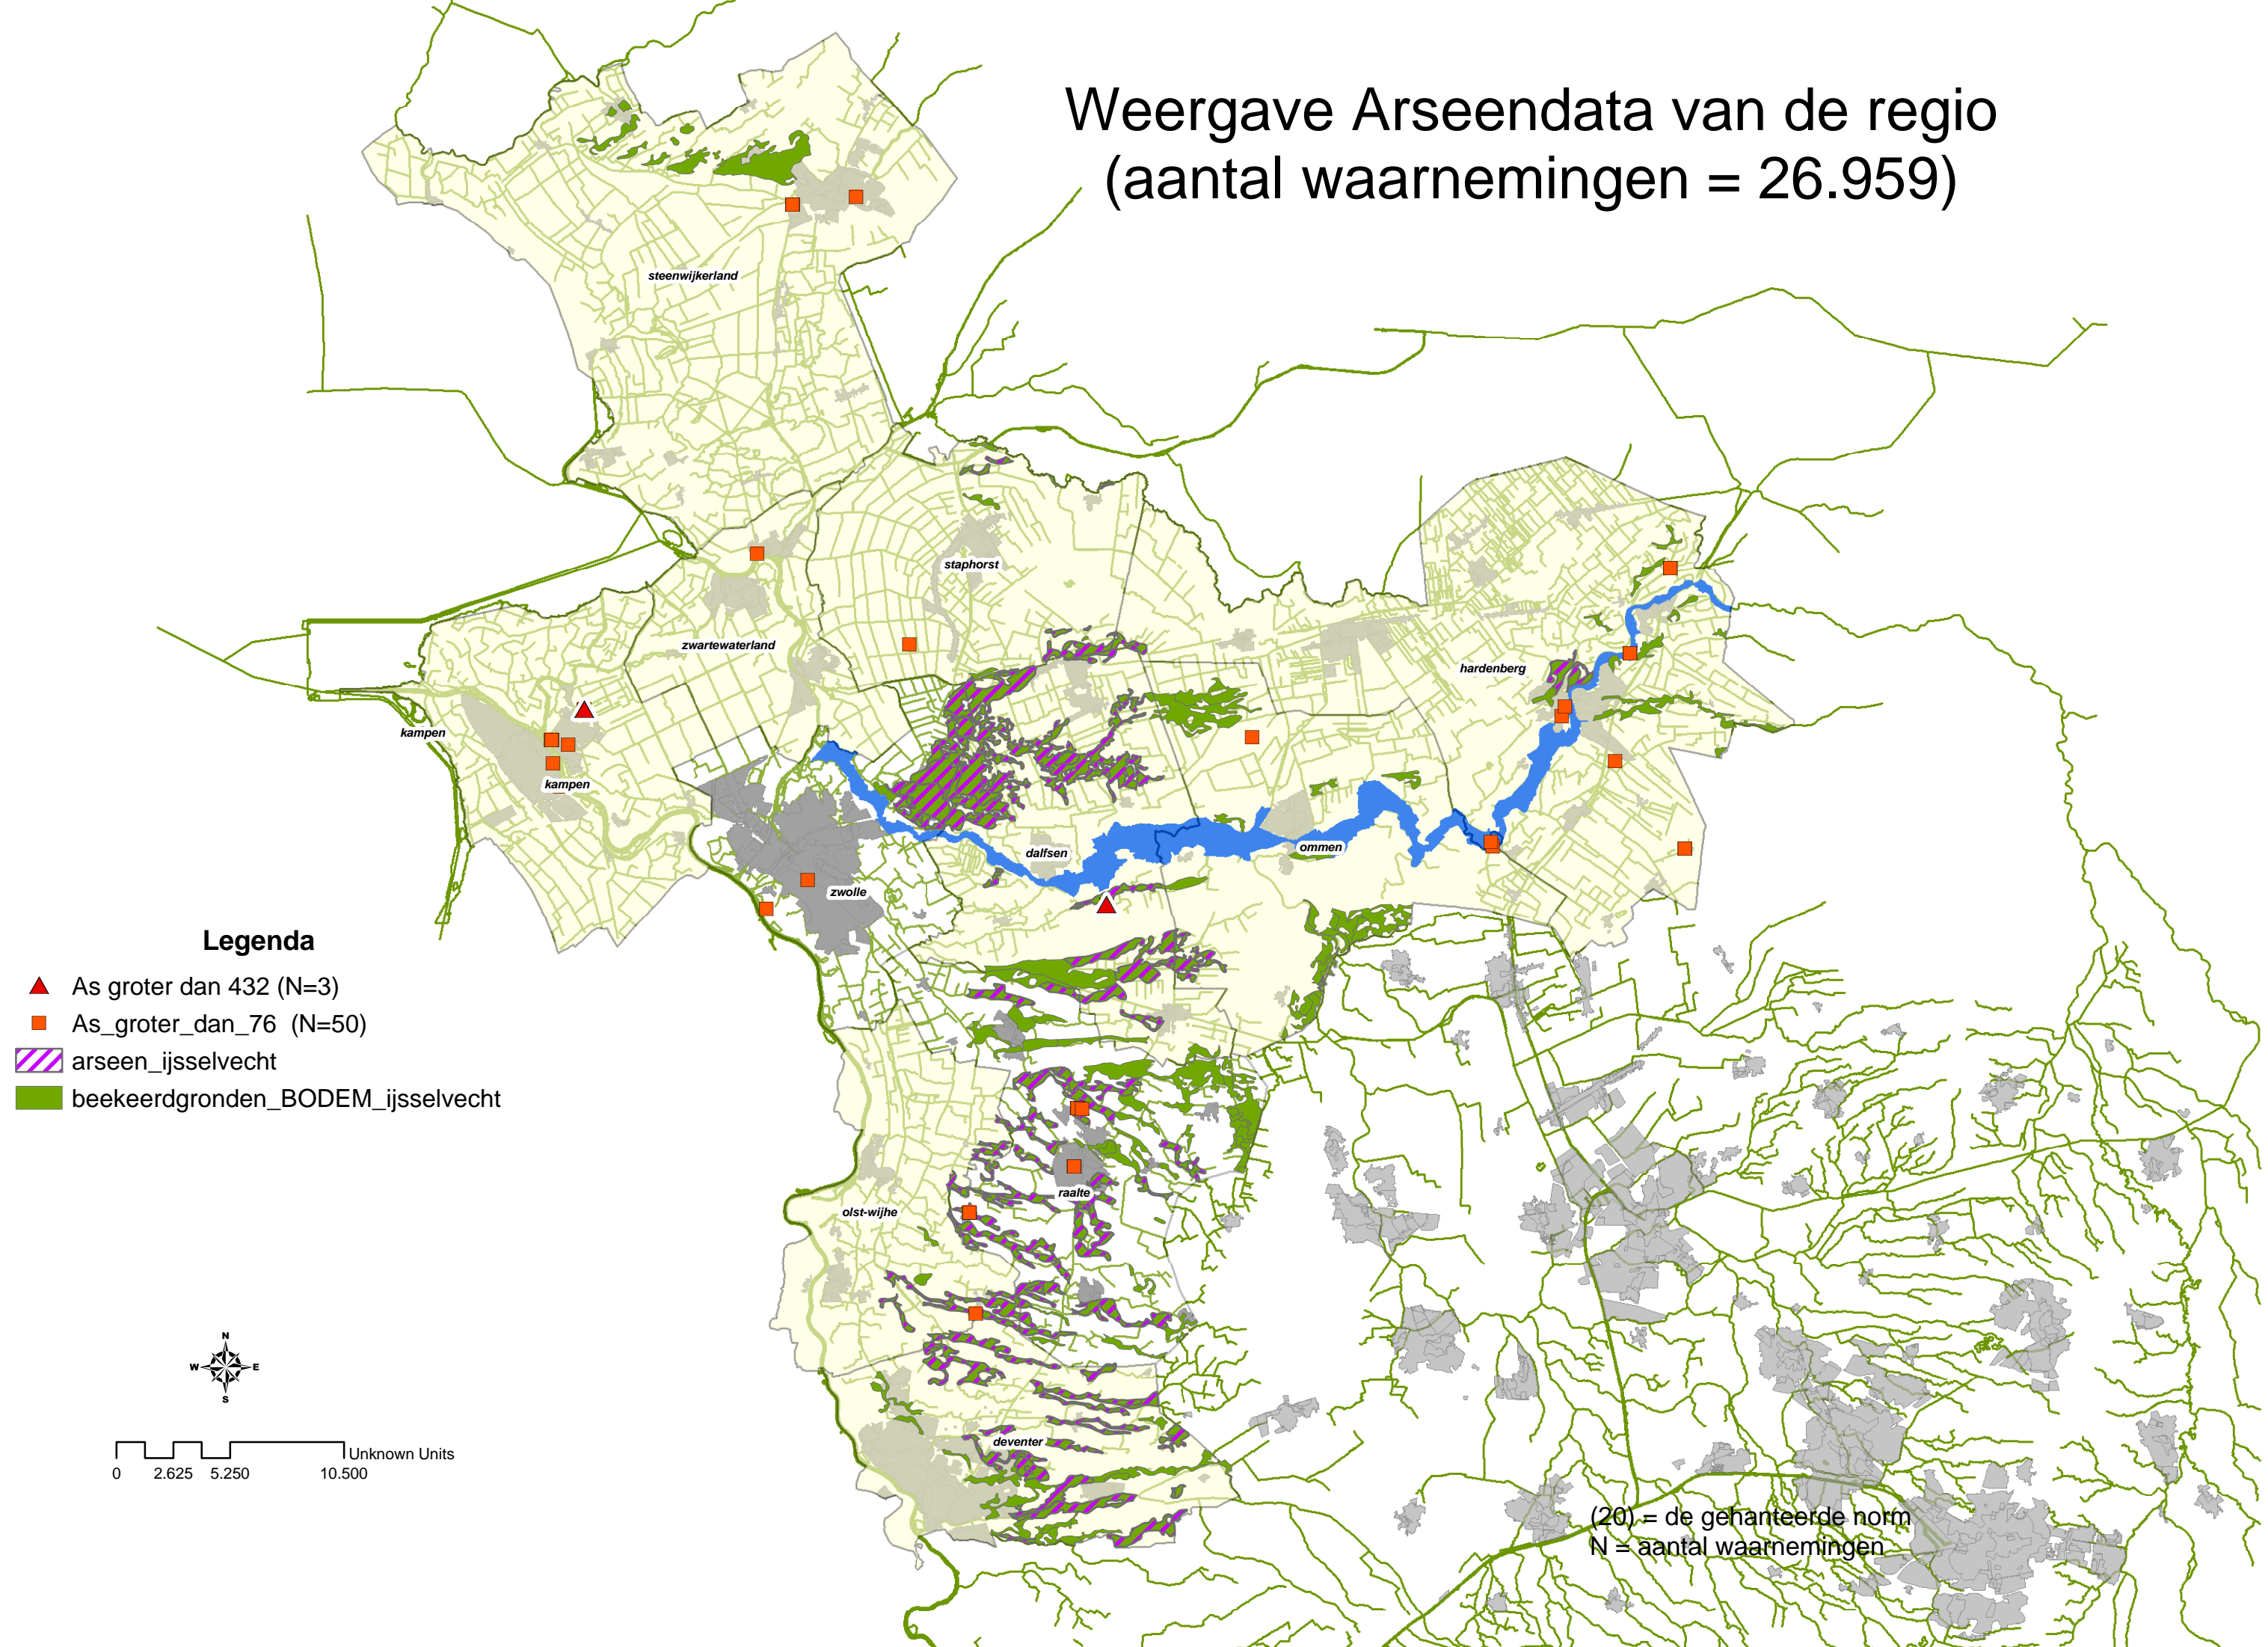 Weergave Arseendata van de regio
(aantal waarnemingen = 26.959)
steenwijkerland
staphorst
zwartewaterland
hardenberg
kampen
kampen
dalfsen
ommen
zwolle
raalte
olst-wijhe
deventer
Legenda
As groter dan 432 (N=3)
As_groter_dan_76 (N=50)
arseen_ijsselvecht
beekeerdgronden_BODEM_ijsselvecht
N
W E
S
Unknown Units
0 2.625 5.250 10.500
(20) = de gehanteerde norm
N = aantal waarnemingen